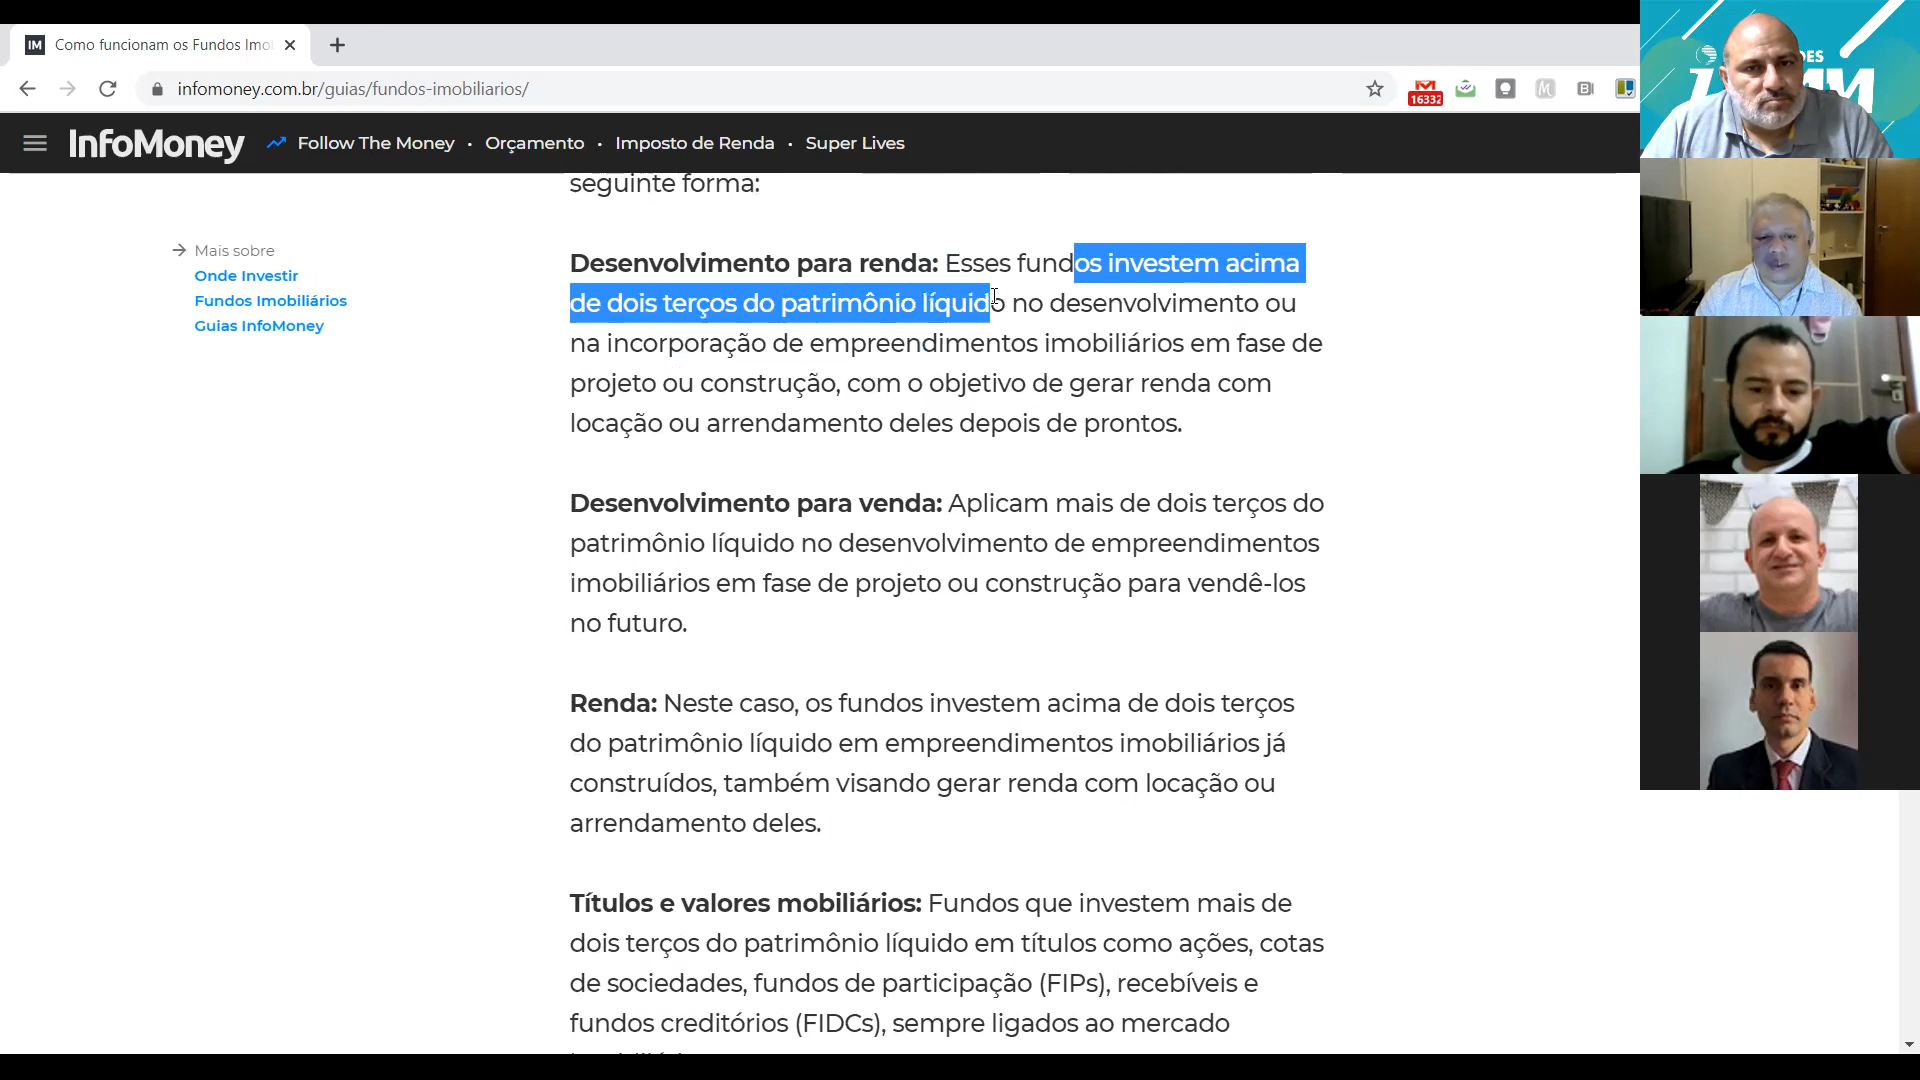 IM Como funcionam os Fundos Imo
infomoney.com.br/guias/fundos-imobiliarios/
16332
InfoMoney Follow The Money • Orçamento • Imposto de Renda • Super Lives
seguinte forma:
Mais sobre
Onde Investir
Fundos Imobiliários
Guias InfoMoney
Desenvolvimento para renda: Esses fundos investem acima
de dois terços do patrimônio líquido no desenvolvimento ou
na incorporação de empreendimentos imobiliários em fase de
projeto ou construção, com o objetivo de gerar renda com
locação ou arrendamento deles depois de prontos.
Desenvolvimento para venda: Aplicam mais de dois terços do
patrimônio líquido no desenvolvimento de empreendimentos
imobiliários em fase de projeto ou construção para vendê-los
no futuro.
Renda: Neste caso, os fundos investem acima de dois terços
do patrimônio líquido em empreendimentos imobiliários já
construídos, também visando gerar renda com locação ou
arrendamento deles.
Títulos e valores mobiliários: Fundos que investem mais de
dois terços do patrimônio líquido em títulos como ações, cotas
de sociedades, fundos de participação (FIPs), recebíveis e
fundos creditórios (FIDCs), sempre ligados ao mercado